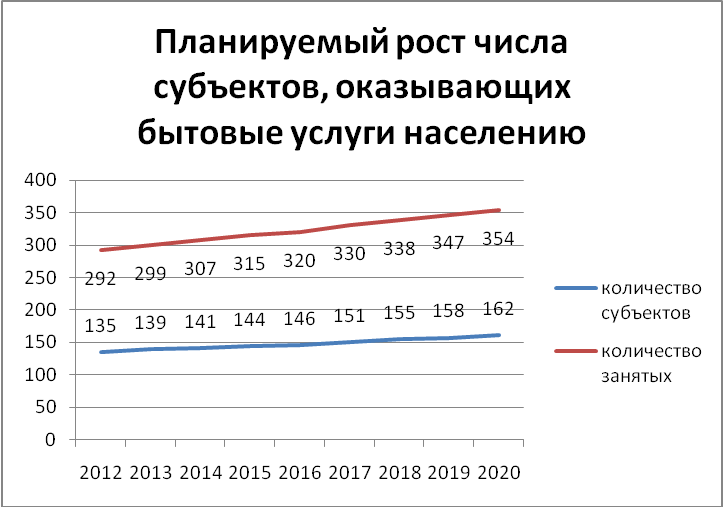 Планируемый рост числа
субъектов, оказывающих
бытовые услуги населению
400
350
300
250
200
150
100
50
0
292 299 307 315 320 330 338 347 354
135 139 141 144 146 151 155 158 162
2012 2013 2014 2015 2016 2017 2018 2019 2020
количество
субъектов
количество
занятых